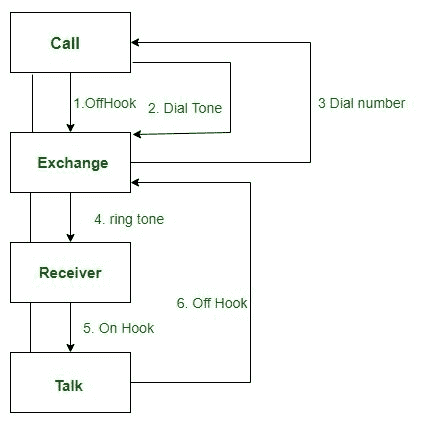 Call
1.OffHook
2. Dial Tone
3 Dial number
Exchange
4. ring tone
Receiver
6. Off Hook
5. On Hook
Talk